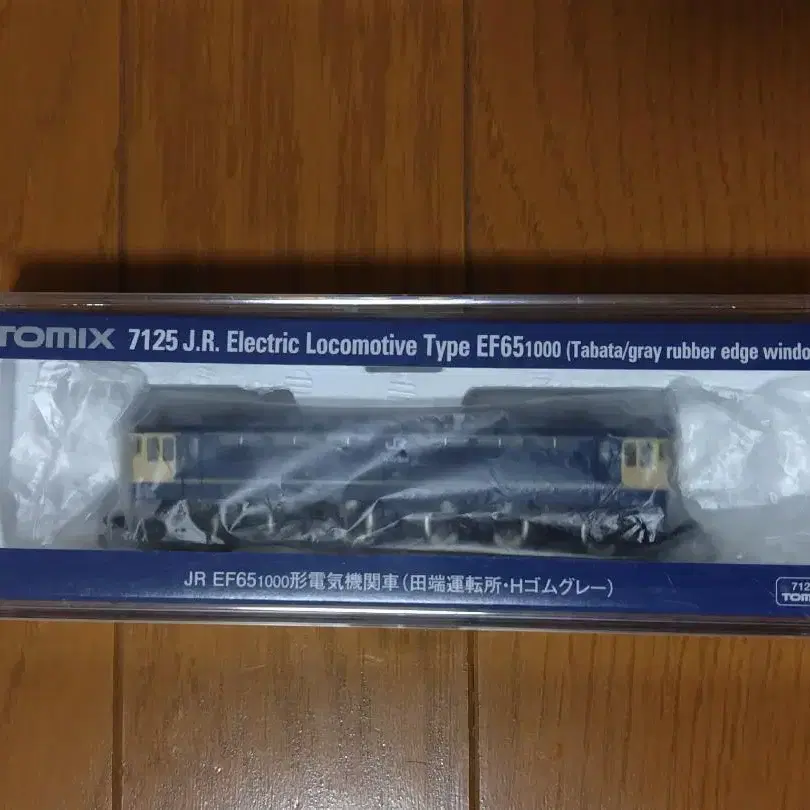 TOMIX 7125 J.R. Electric Locomotive Type EF65 1000 (Tabata/gray rubber edge windo
JR EF65 1000形電気機関車(田端運転所・Hゴムグレー)
712
TOM